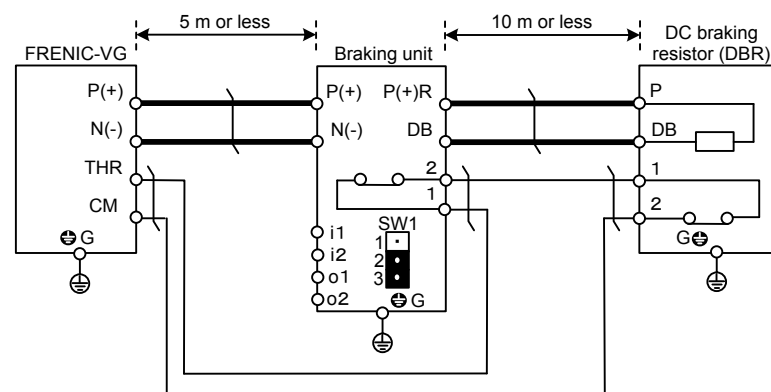 5 m or less
10 m or less
FRENIC-VG
Braking unit
DC braking
resistor (DBR)
P(+)
N(-)
THR
CM
G
P(+)
N(-)
P(+)R
DB
2
1
i1
i2
o1
o2
SW1
1
2
3
G
P
DB
1
2
G